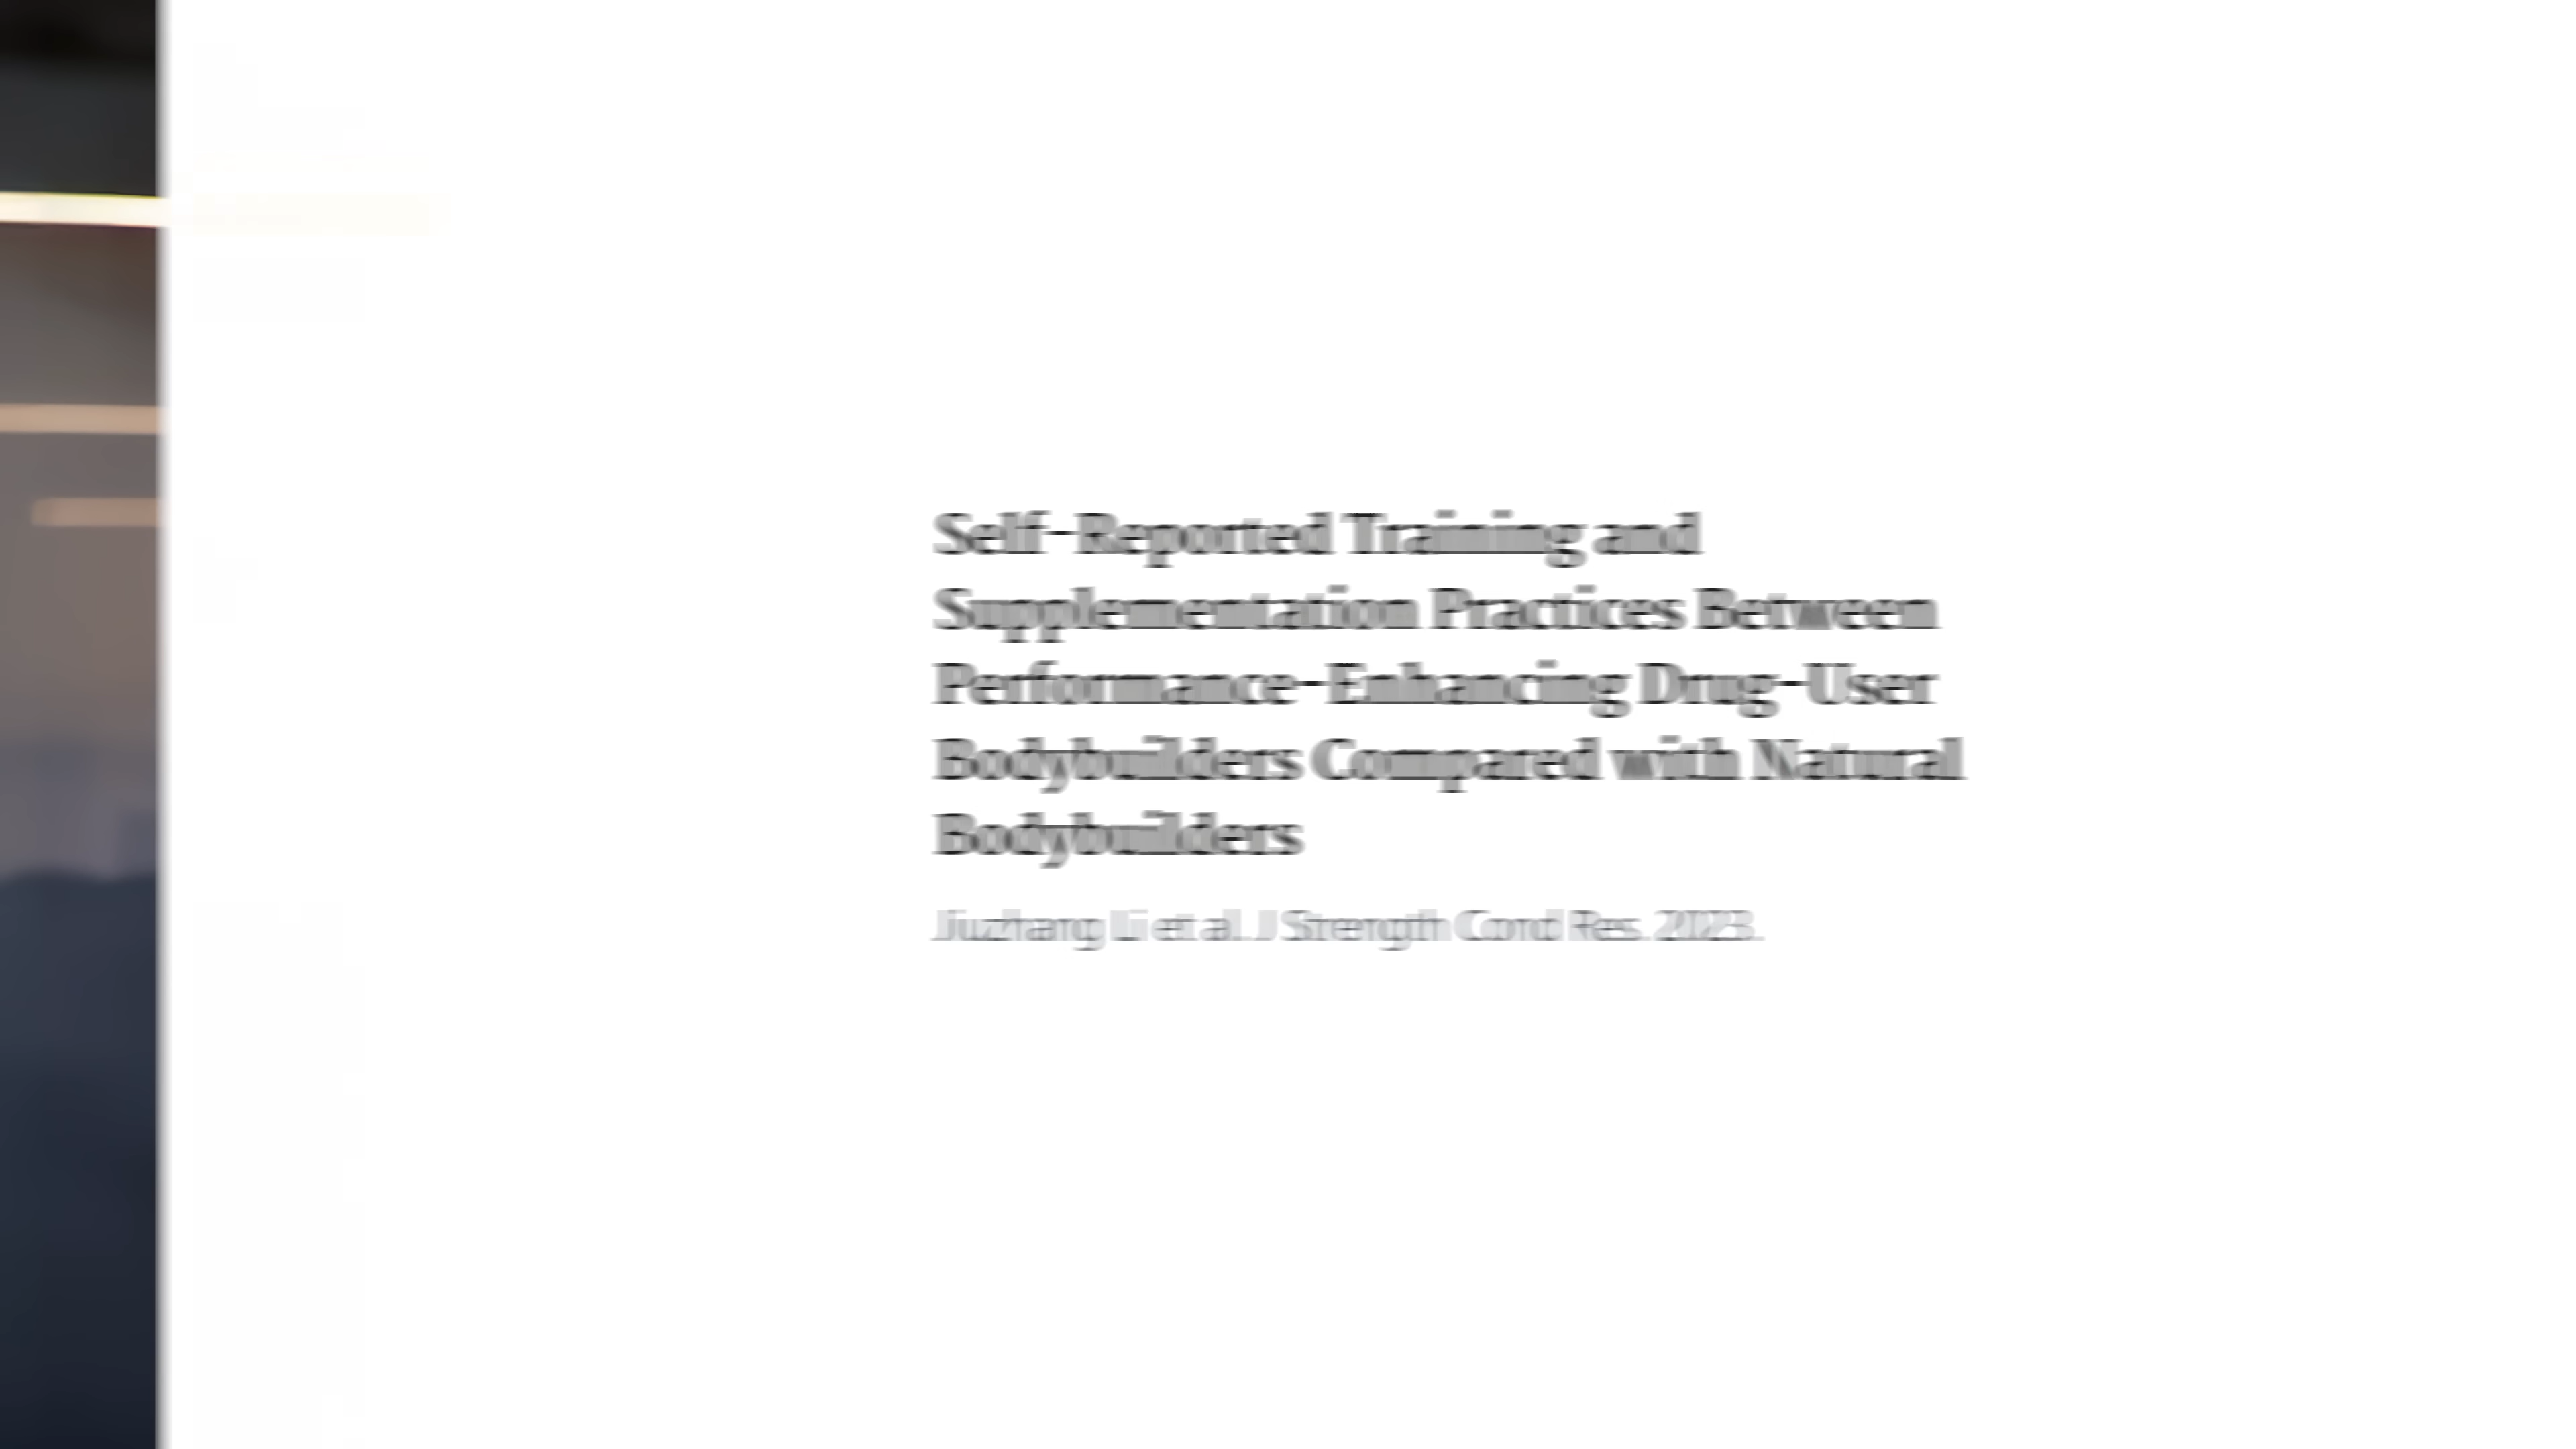 Self-Reported Training and
Supplementation Practices Between
Performance-Enhancing Drug-User
Bodybuilders Compared with Natural
Bodybuilders
Jiuzhang Li et al. J Strength Cond Res. 2023.